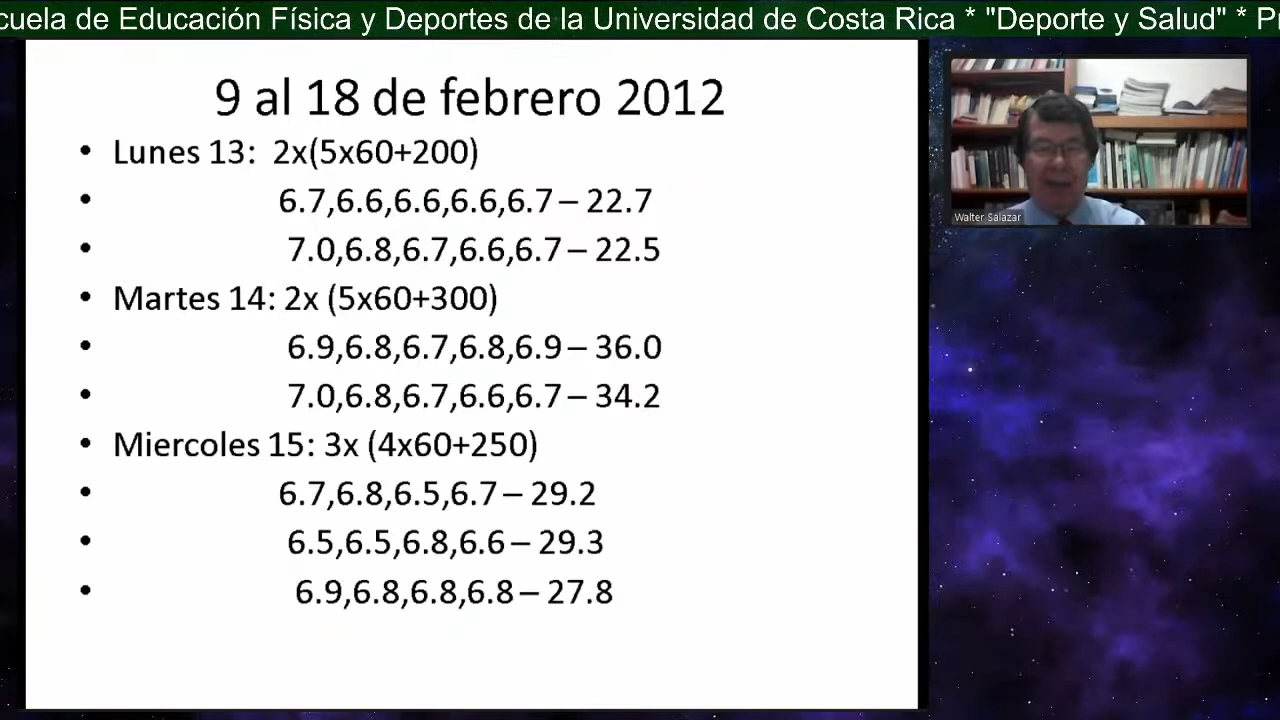 cuela de Educación Física y Deportes de la Universidad de Costa Rica * "Deporte y Salud" * P
9 al 18 de febrero 2012
• Lunes 13: 2x(5x60+200)
• 6.7,6.6,6.6,6.6,6.7 – 22.7
• 7.0,6.8,6.7,6.6,6.7 – 22.5
• Martes 14: 2x (5x60+300)
• 6.9,6.8,6.7,6.8,6.9 – 36.0
• 7.0,6.8,6.7,6.6,6.7 – 34.2
• Miercoles 15: 3x (4x60+250)
• 6.7,6.8,6.5,6.7 – 29.2
• 6.5,6.5,6.8,6.6 – 29.3
• 6.9,6.8,6.8,6.8 – 27.8
Walter Salazar